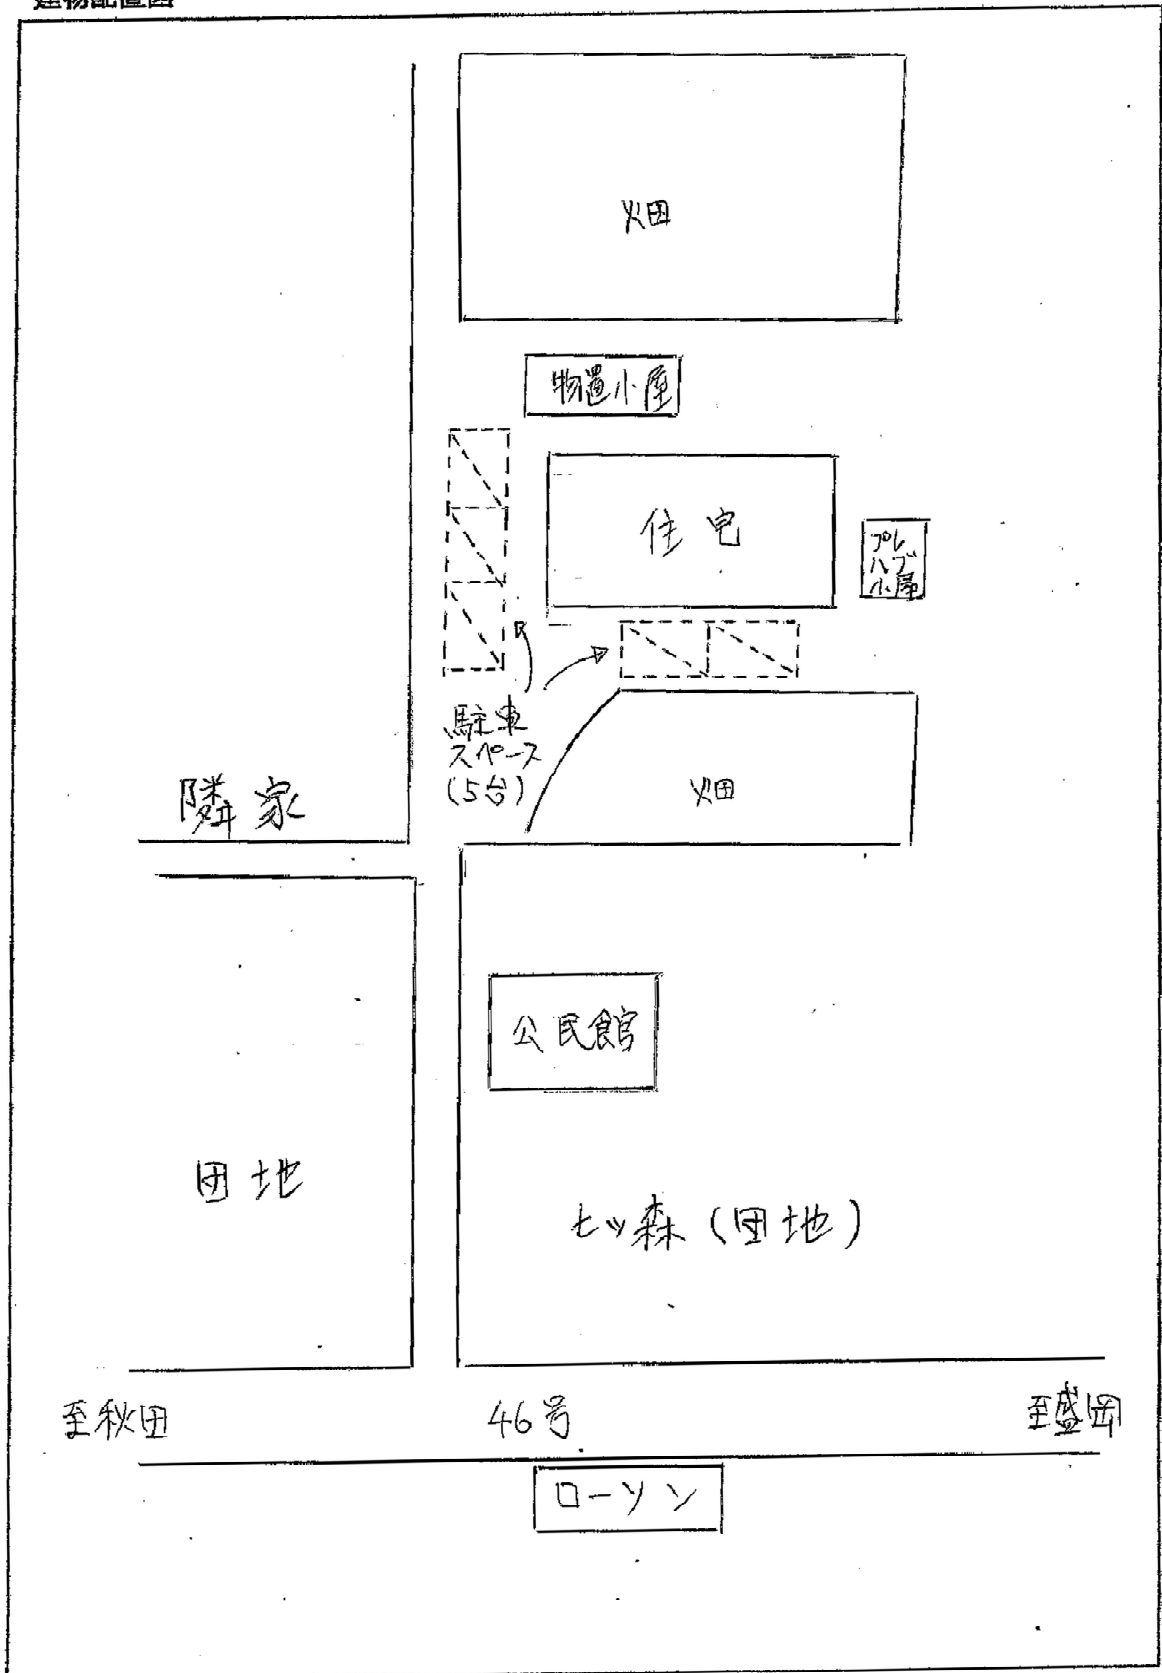 建物配置図
畑
物置小屋
住宅
プレ
ハブ
小屋
駐車
スペース
(5台)
畑
隣家
公民館
団地
七ッ森(団地)
至秋田
46号
至盛岡
ローソン